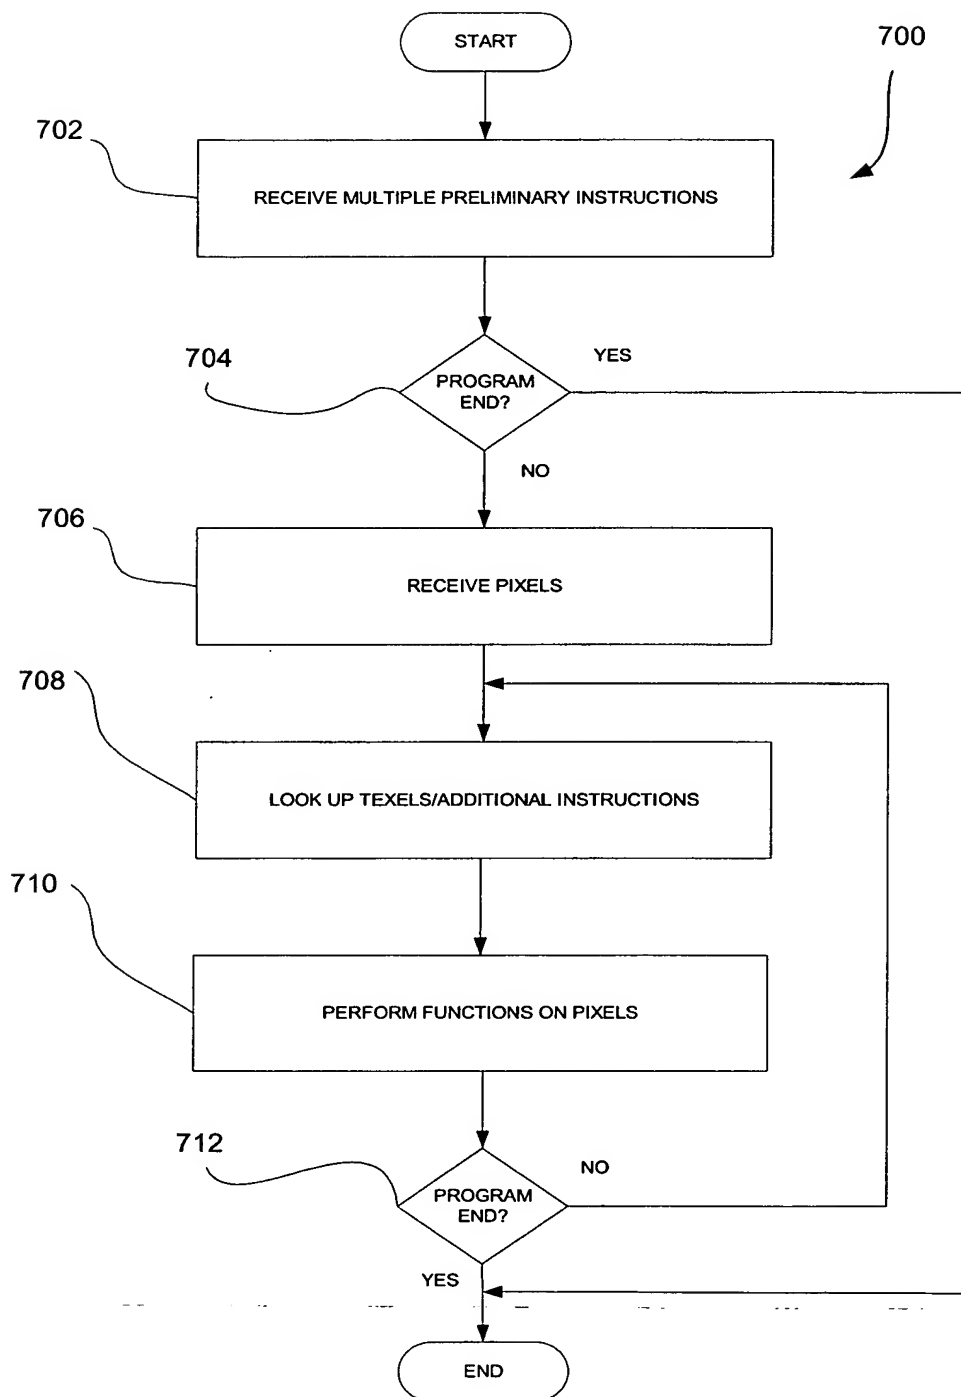 START
700
702
RECEIVE MULTIPLE PRELIMINARY INSTRUCTIONS
704
YES
PROGRAM
END?
NO
706
RECEIVE PIXELS
708
LOOK UP TEXELS/ADDITIONAL INSTRUCTIONS
710
PERFORM FUNCTIONS ON PIXELS
712
NO
PROGRAM
END?
YES
END